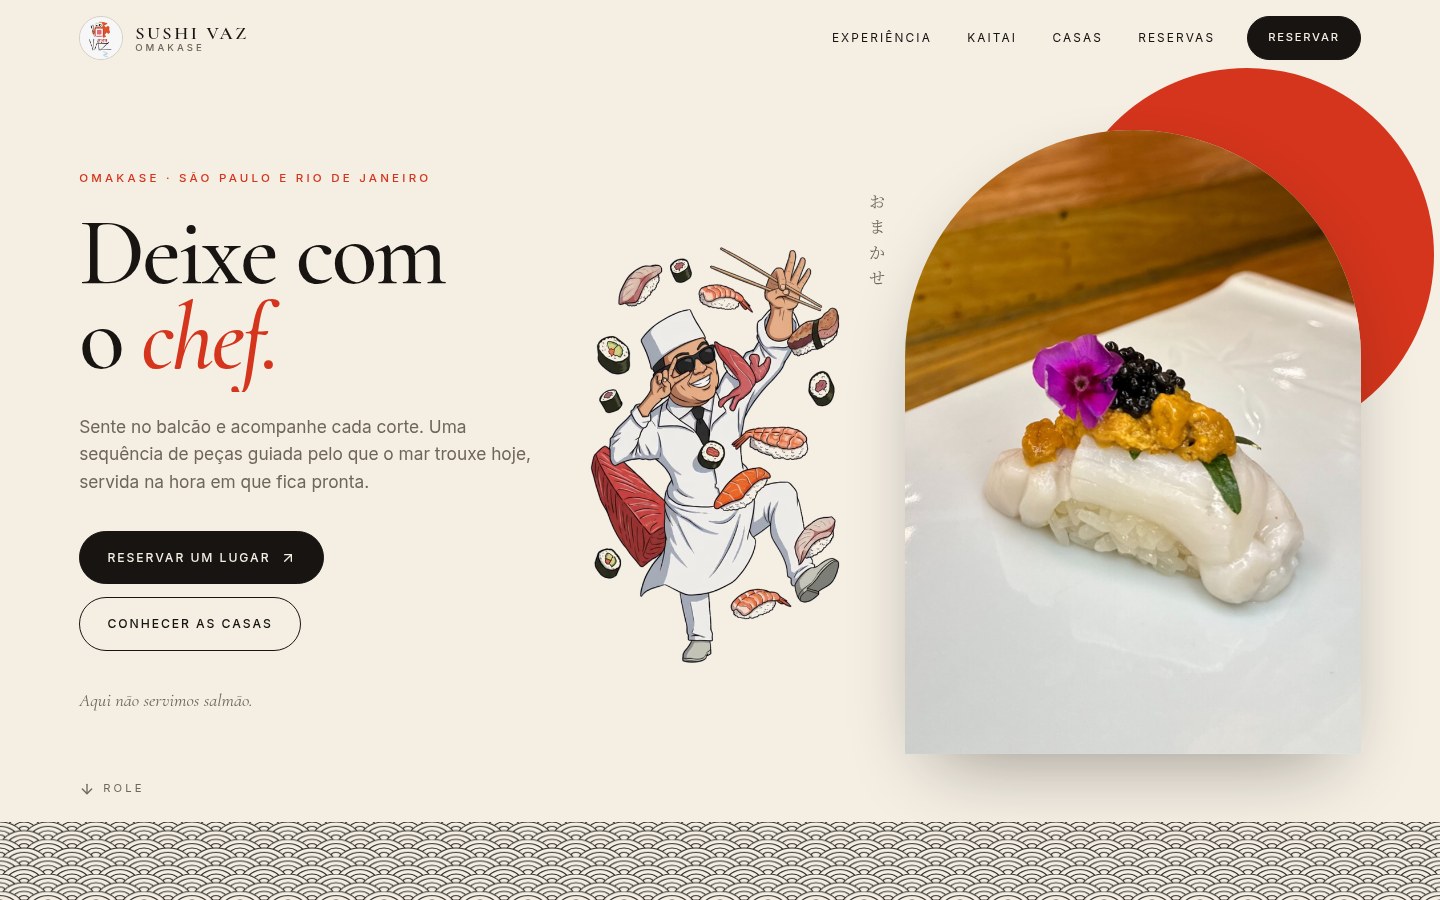 SUSHI VAZ
OMAKASE
EXPERIÊNCIA
KAITAI
CASAS
RESERVAS
RESERVAR
OMAKASE · SÃO PAULO E RIO DE JANEIRO
Deixe com
o chef.
Sente no balcão e acompanhe cada corte. Uma
sequência de peças guiada pelo que o mar trouxe hoje,
servida na hora em que fica pronta.
RESERVAR UM LUGAR
CONHECER AS CASAS
Aqui não servimos salmão.
ROLE
おまかせ